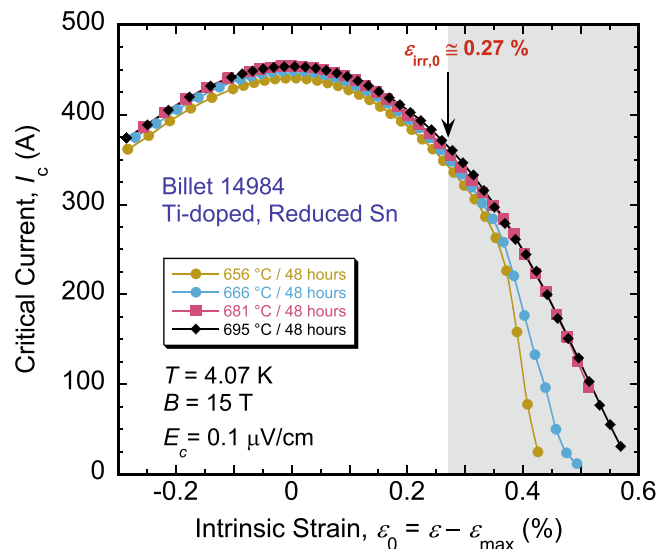 500
400
300
200
100
0
Critical Current, I_c (A)
ε_irr,0 ≅ 0.27 %
Billet 14984
Ti-doped, Reduced Sn
656 °C / 48 hours
666 °C / 48 hours
681 °C / 48 hours
695 °C / 48 hours
T = 4.07 K
B = 15 T
E_c = 0.1 μV/cm
-0.2 0 0.2 0.4 0.6
Intrinsic Strain, ε_0 = ε – ε_max (%)